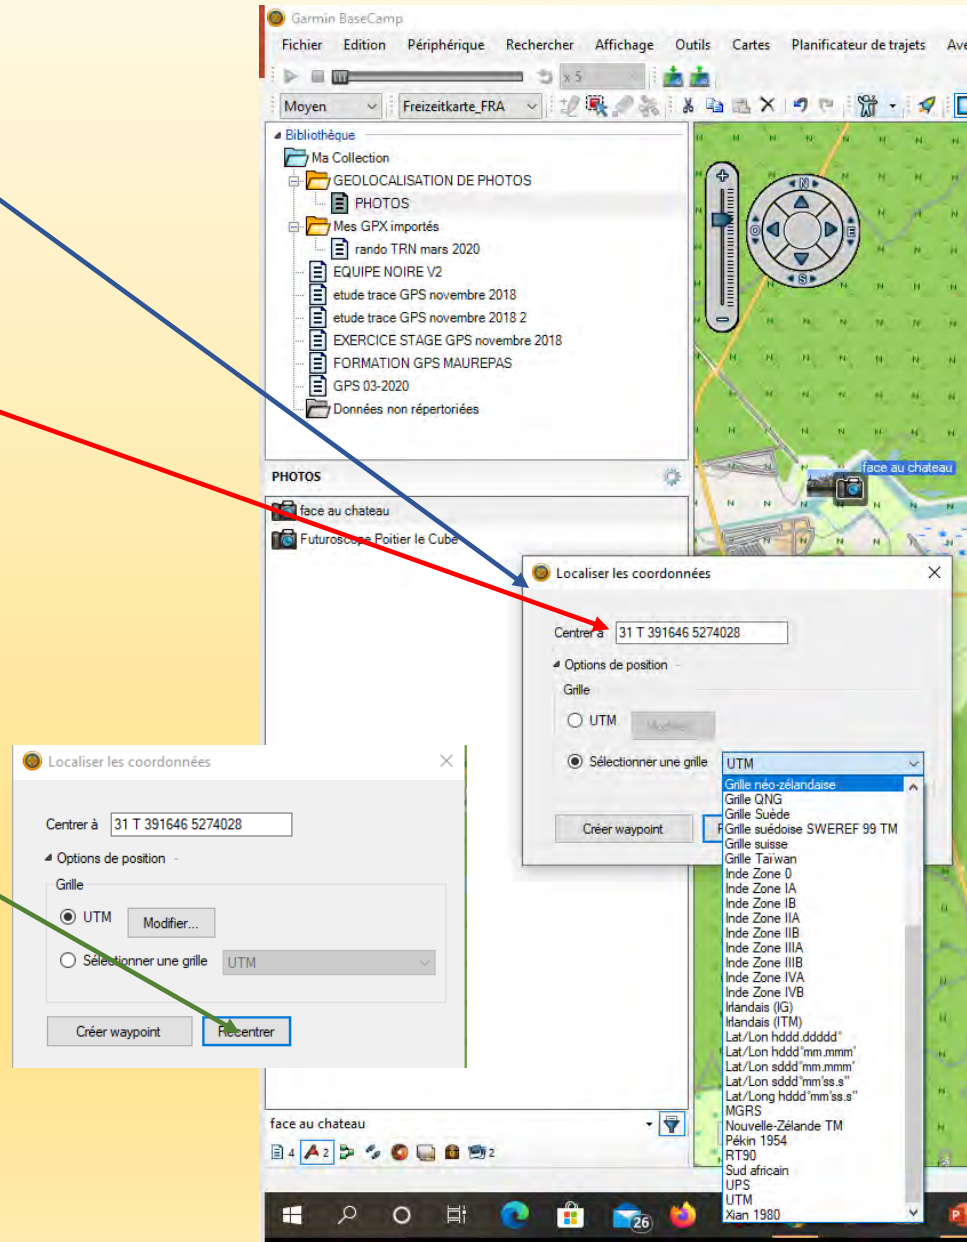 Garmin BaseCamp
Fichier Edition Périphérique Rechercher Affichage Outils Cartes Planificateur de trajets Ave
x 5
Moyen Freizeitkarte_FRA
Bibliothèque
Ma Collection
GEOLOCALISATION DE PHOTOS
PHOTOS
Mes GPX importés
rando TRN mars 2020
EQUIPE NOIRE V2
etude trace GPS novembre 2018
etude trace GPS novembre 2018 2
EXERCICE STAGE GPS novembre 2018
FORMATION GPS MAUREPAS
GPS 03-2020
Données non répertoriées
N
O E
S
face au chateau
PHOTOS
face au chateau
Futuroscope Poitier le Cube
Localiser les coordonnées
Centrer à 31 T 391646 5274028
Options de position
Grille
UTM
Sélectionner une grille UTM
Créer waypoint
Grille néo-zélandaise
Grille QNG
Grille Suède
Grille suédoise SWEREF 99 TM
Grille suisse
Grille Taïwan
Inde Zone 0
Inde Zone IA
Inde Zone IB
Inde Zone IIA
Inde Zone IIB
Inde Zone IIIA
Inde Zone IIIB
Inde Zone IVA
Inde Zone IVB
Irlandais (IG)
Irlandais (ITM)
Lat/Lon hddd.ddddd°
Lat/Lon hddd°mm.mmm'
Lat/Lon sddd°mm.mmm'
Lat/Lon sddd°mm'ss.s"
Lat/Long hddd°mm'ss.s"
MGRS
Nouvelle-Zélande TM
Pékin 1954
RT90
Sud africain
UPS
UTM
Xian 1980
Localiser les coordonnées
Centrer à 31 T 391646 5274028
Options de position
Grille
UTM Modifier...
Sélectionner une grille UTM
Créer waypoint Recentrer
face au chateau
4 2 2
26